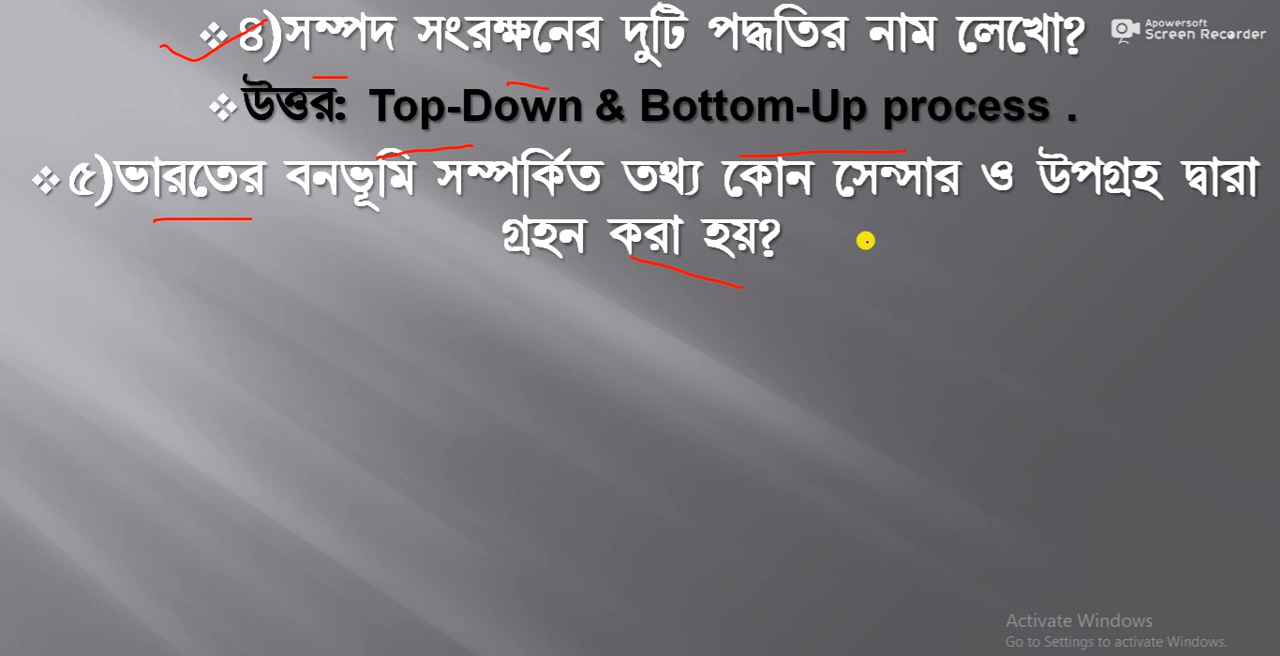 ❖৪)সম্পদ সংরক্ষনের দুটি পদ্ধতির নাম লেখো?
Apowersoft
Screen Recorder
❖উত্তর: Top-Down & Bottom-Up process .
❖৫)ভারতের বনভূমি সম্পর্কিত তথ্য কোন সেন্সার ও উপগ্রহ দ্বারা
গ্রহন করা হয়?
Activate Windows
Go to Settings to activate Windows.